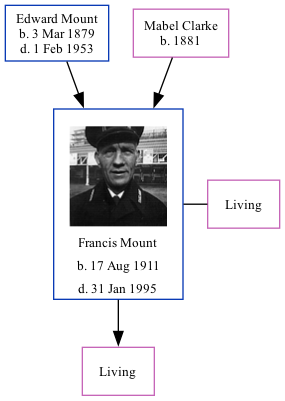 Edward Mount
b. 3 Mar 1879
d. 1 Feb 1953
Mabel Clarke
b. 1881
Francis Mount
b. 17 Aug 1911
d. 31 Jan 1995
Living
Living